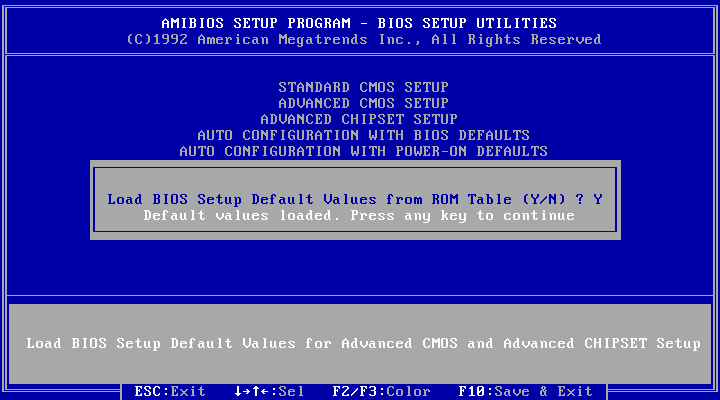 AMIBIOS SETUP PROGRAM - BIOS SETUP UTILITIES
(C)1992 American Megatrends Inc., All Rights Reserved
STANDARD CMOS SETUP
ADVANCED CMOS SETUP
ADVANCED CHIPSET SETUP
AUTO CONFIGURATION WITH BIOS DEFAULTS
AUTO CONFIGURATION WITH POWER-ON DEFAULTS
Load BIOS Setup Default Values from ROM Table (Y/N) ? Y
Default values loaded. Press any key to continue
Load BIOS Setup Default Values for Advanced CMOS and Advanced CHIPSET Setup
ESC:Exit ↓→↑←:Sel F2/F3:Color F10:Save & Exit